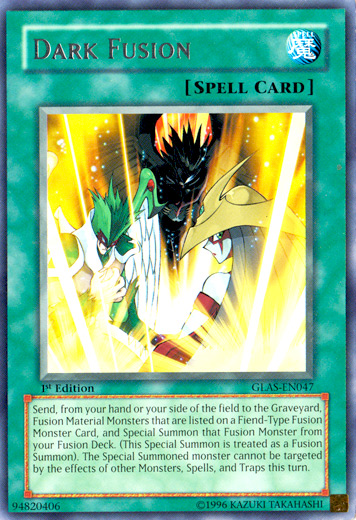 Dark Fusion
魔
[Spell Card]
1st Edition
GLAS-EN047
Send, from your hand or your side of the field to the Graveyard,
Fusion Material Monsters that are listed on a Fiend-Type Fusion
Monster Card, and Special Summon that Fusion Monster from
your Fusion Deck. (This Special Summon is treated as a Fusion
Summon). The Special Summoned monster cannot be targeted
by the effects of other Monsters, Spells, and Traps this turn.
94820406
©1996 KAZUKI TAKAHASHI